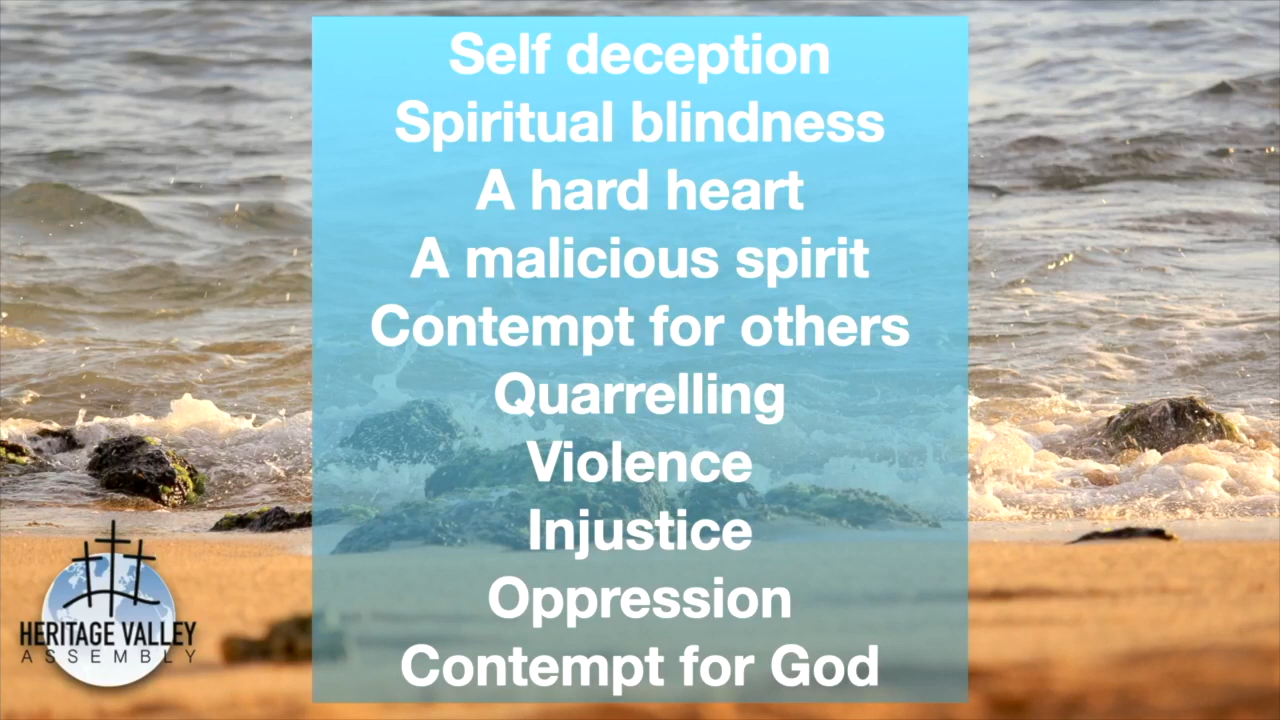 Self deception
Spiritual blindness
A hard heart
A malicious spirit
Contempt for others
Quarrelling
Violence
Injustice
Oppression
Contempt for God
HERITAGE VALLEY
ASSEMBLY